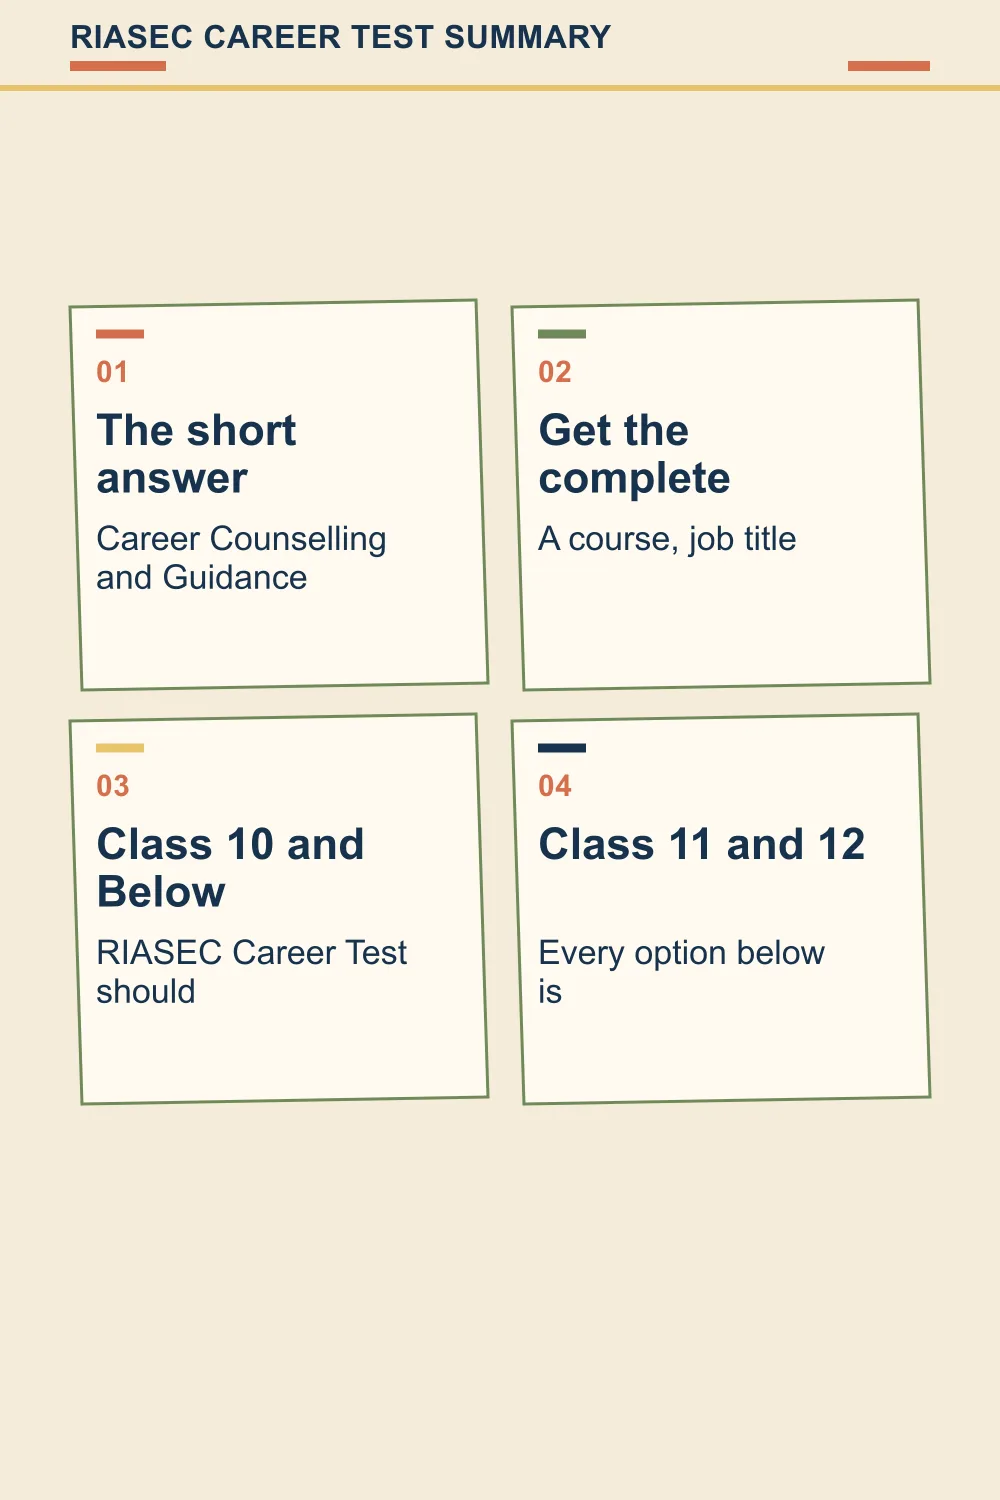 RIASEC CAREER TEST SUMMARY
01
The short
answer
Career Counselling
and Guidance
02
Get the
complete
A course, job title
03
Class 10 and
Below
RIASEC Career Test
should
04
Class 11 and 12
Every option below
is